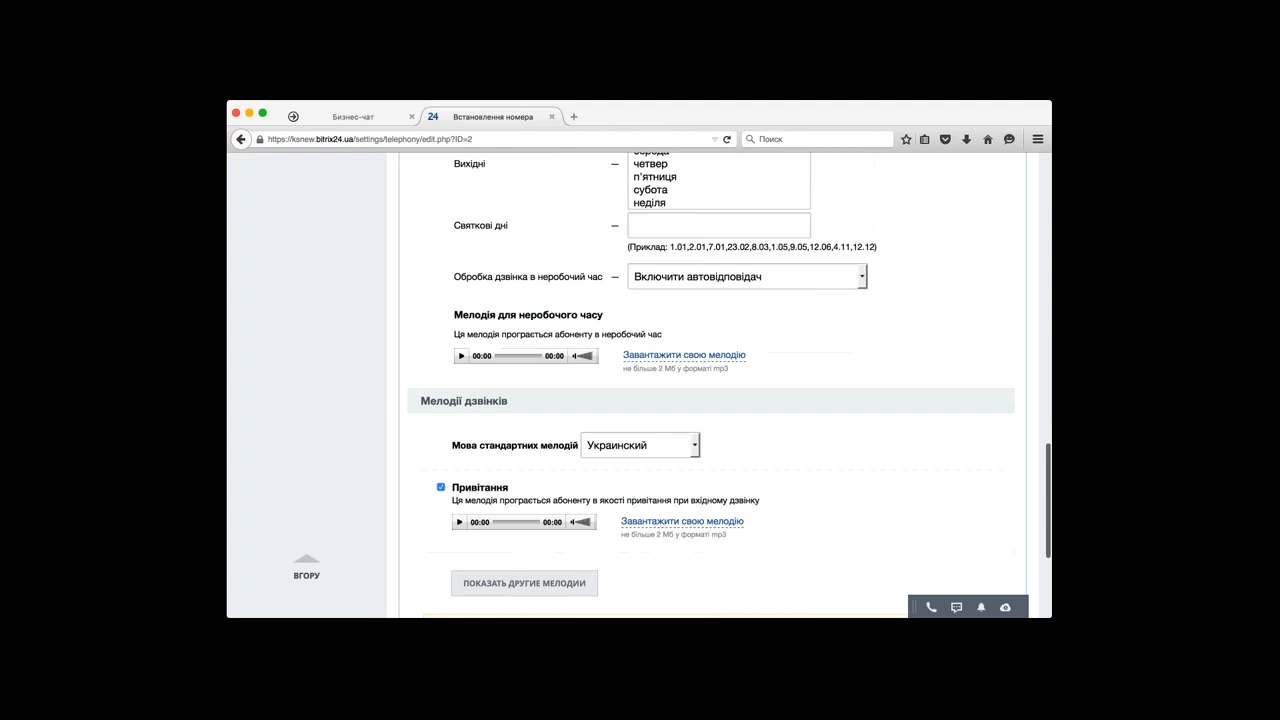 Бизнес-чат
24 Встановлення номера
https://ksnew.bitrix24.ua/settings/telephony/edit.php?ID=2
Поиск
середа
Вихідні — четвер
п'ятниця
субота
неділя
Святкові дні —
(Приклад: 1.01,2.01,7.01,23.02,8.03,1.05,9.05,12.06,4.11,12.12)
Обробка дзвінка в неробочий час — Включити автовідповідач
Мелодія для неробочого часу
Ця мелодія програється абоненту в неробочий час
00:00 00:00 Завантажити свою мелодію
не більше 2 Мб у форматі mp3
Мелодії дзвінків
Мова стандартних мелодій Украинский
Привітання
Ця мелодія програється абоненту в якості привітання при вхідному дзвінку
00:00 00:00 Завантажити свою мелодію
не більше 2 Мб у форматі mp3
ВГОРУ
ПОКАЗАТЬ ДРУГИЕ МЕЛОДИИ